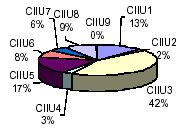 CIIU7
6%
CIIU8
9%
CIIU9
0%
CIIU1
13%
CIIU6
8%
CIIU2
2%
CIIU5
17%
CIIU4
3%
CIIU3
42%